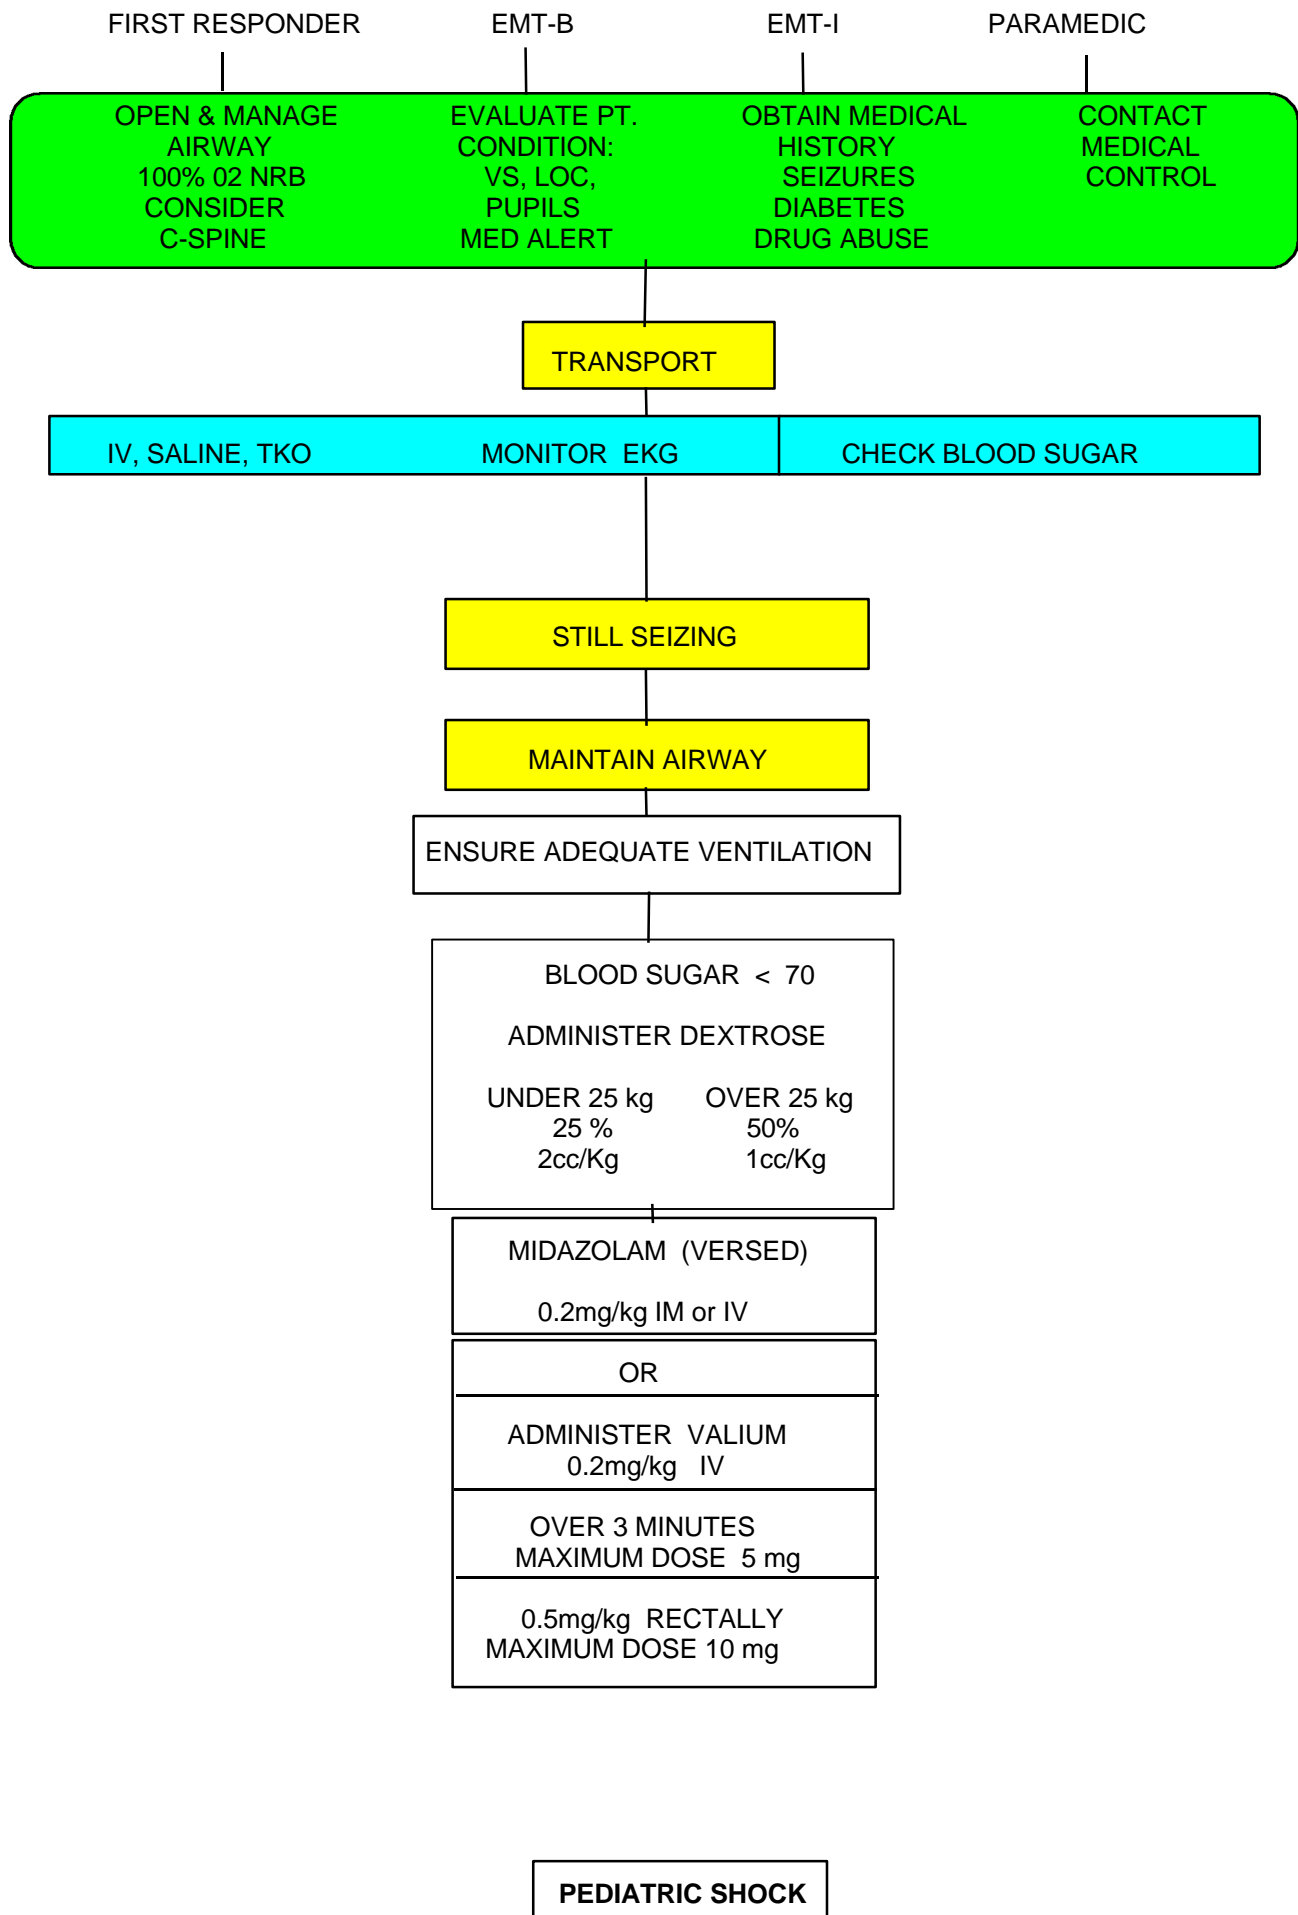 FIRST RESPONDER EMT-B EMT-I PARAMEDIC
OPEN & MANAGE EVALUATE PT. OBTAIN MEDICAL CONTACT
AIRWAY CONDITION: HISTORY MEDICAL
100% 02 NRB VS, LOC, SEIZURES CONTROL
CONSIDER PUPILS DIABETES
C-SPINE MED ALERT DRUG ABUSE
TRANSPORT
IV, SALINE, TKO MONITOR EKG CHECK BLOOD SUGAR
STILL SEIZING
MAINTAIN AIRWAY
ENSURE ADEQUATE VENTILATION
BLOOD SUGAR < 70
ADMINISTER DEXTROSE
UNDER 25 kg OVER 25 kg
25 % 50%
2cc/Kg 1cc/Kg
MIDAZOLAM (VERSED)
0.2mg/kg IM or IV
OR
ADMINISTER VALIUM
0.2mg/kg IV
OVER 3 MINUTES
MAXIMUM DOSE 5 mg
0.5mg/kg RECTALLY
MAXIMUM DOSE 10 mg
PEDIATRIC SHOCK